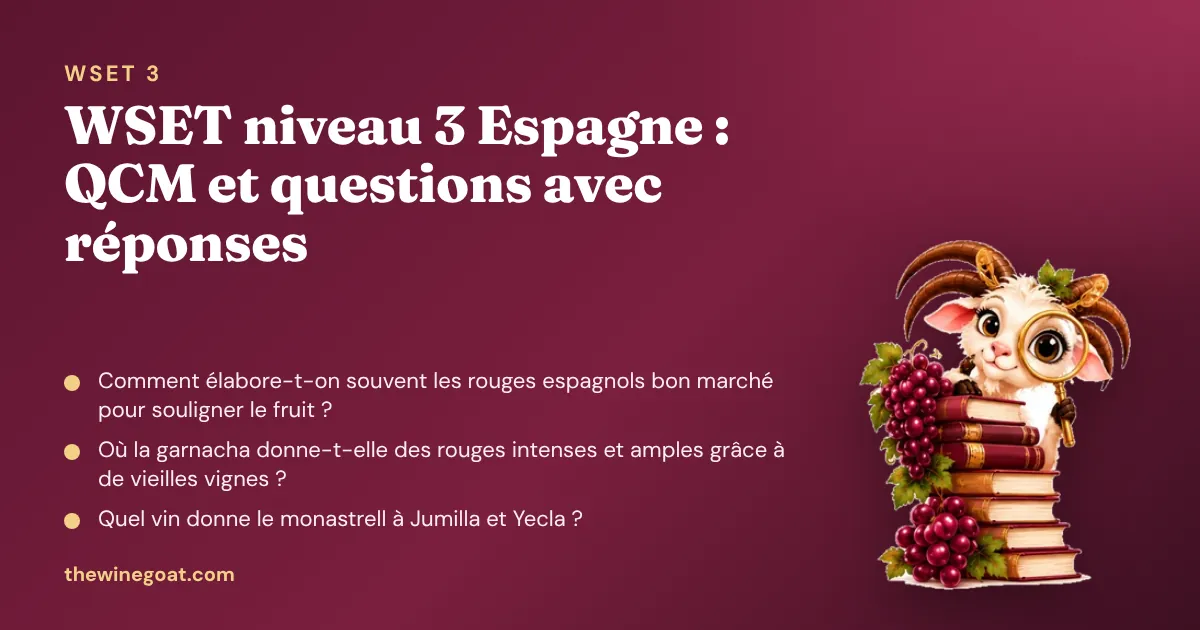 WSET 3
WSET niveau 3 Espagne :
QCM et questions avec
réponses
Comment élabore-t-on souvent les rouges espagnols bon marché
pour souligner le fruit ?
Où la garnacha donne-t-elle des rouges intenses et amples grâce à
de vieilles vignes ?
Quel vin donne le monastrell à Jumilla et Yecla ?
thewinegoat.com